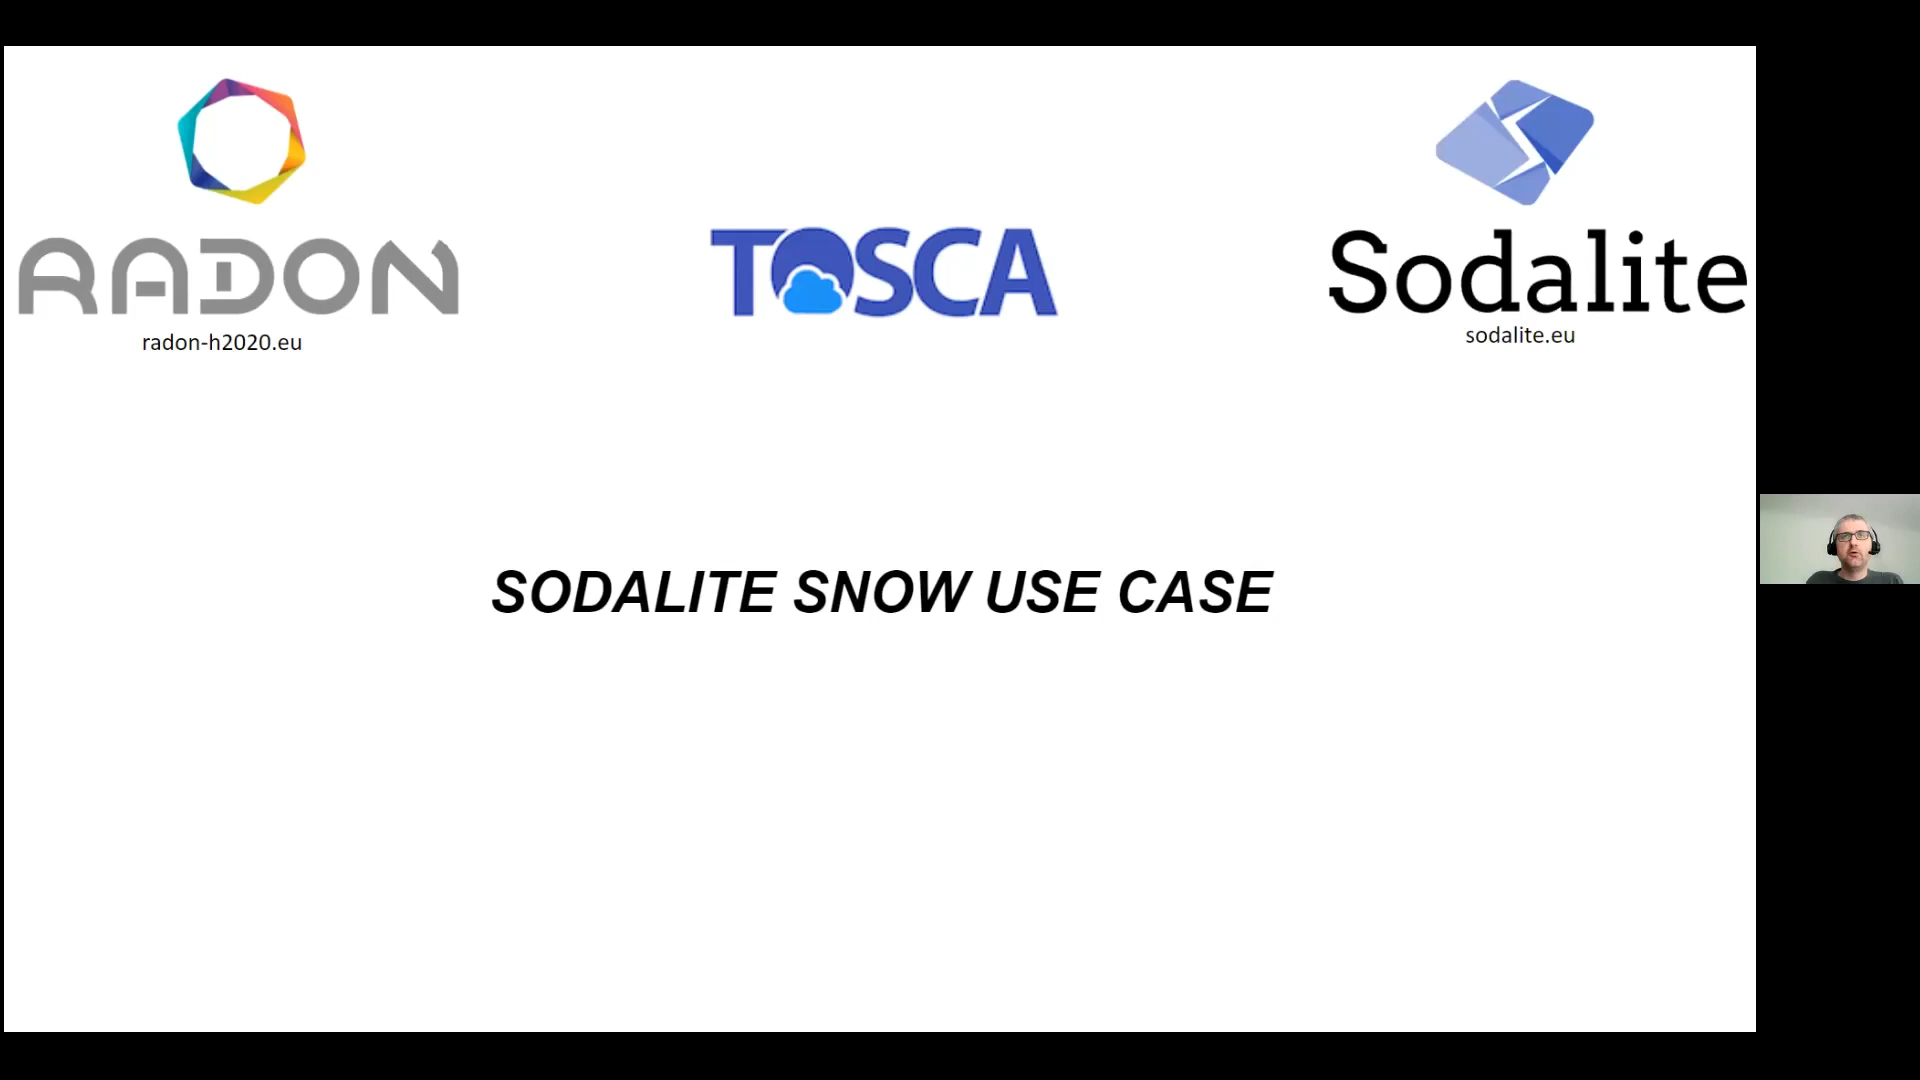 RADON
radon-h2020.eu
TOSCA
Sodalite
sodalite.eu
SODALITE SNOW USE CASE